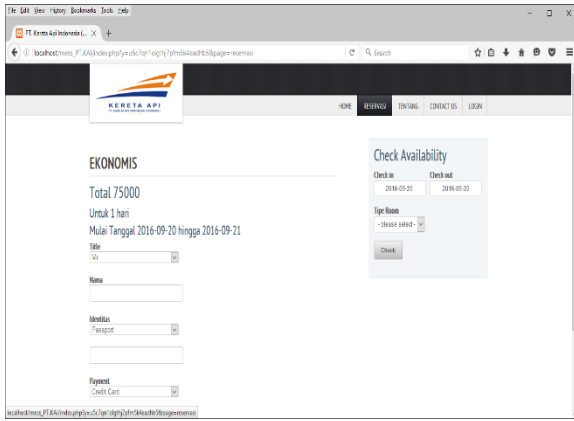 File Edit View History Bookmarks Tools Help
PT. Kereta Api Indonesia (...
Search
KERETA API
HOME RESERVASI TENTANG CONTACT US LOGIN
EKONOMIS
Total 75000
Untuk 1 hari
Mulai Tanggal 2016-09-20 hingga 2016-09-21
Title
Mr.
Nama
Identitas
Passport
Payment
Credit Card
Check Availability
Check in Check out
2016-09-20 2016-09-20
Tipe Room
- please select -
Check